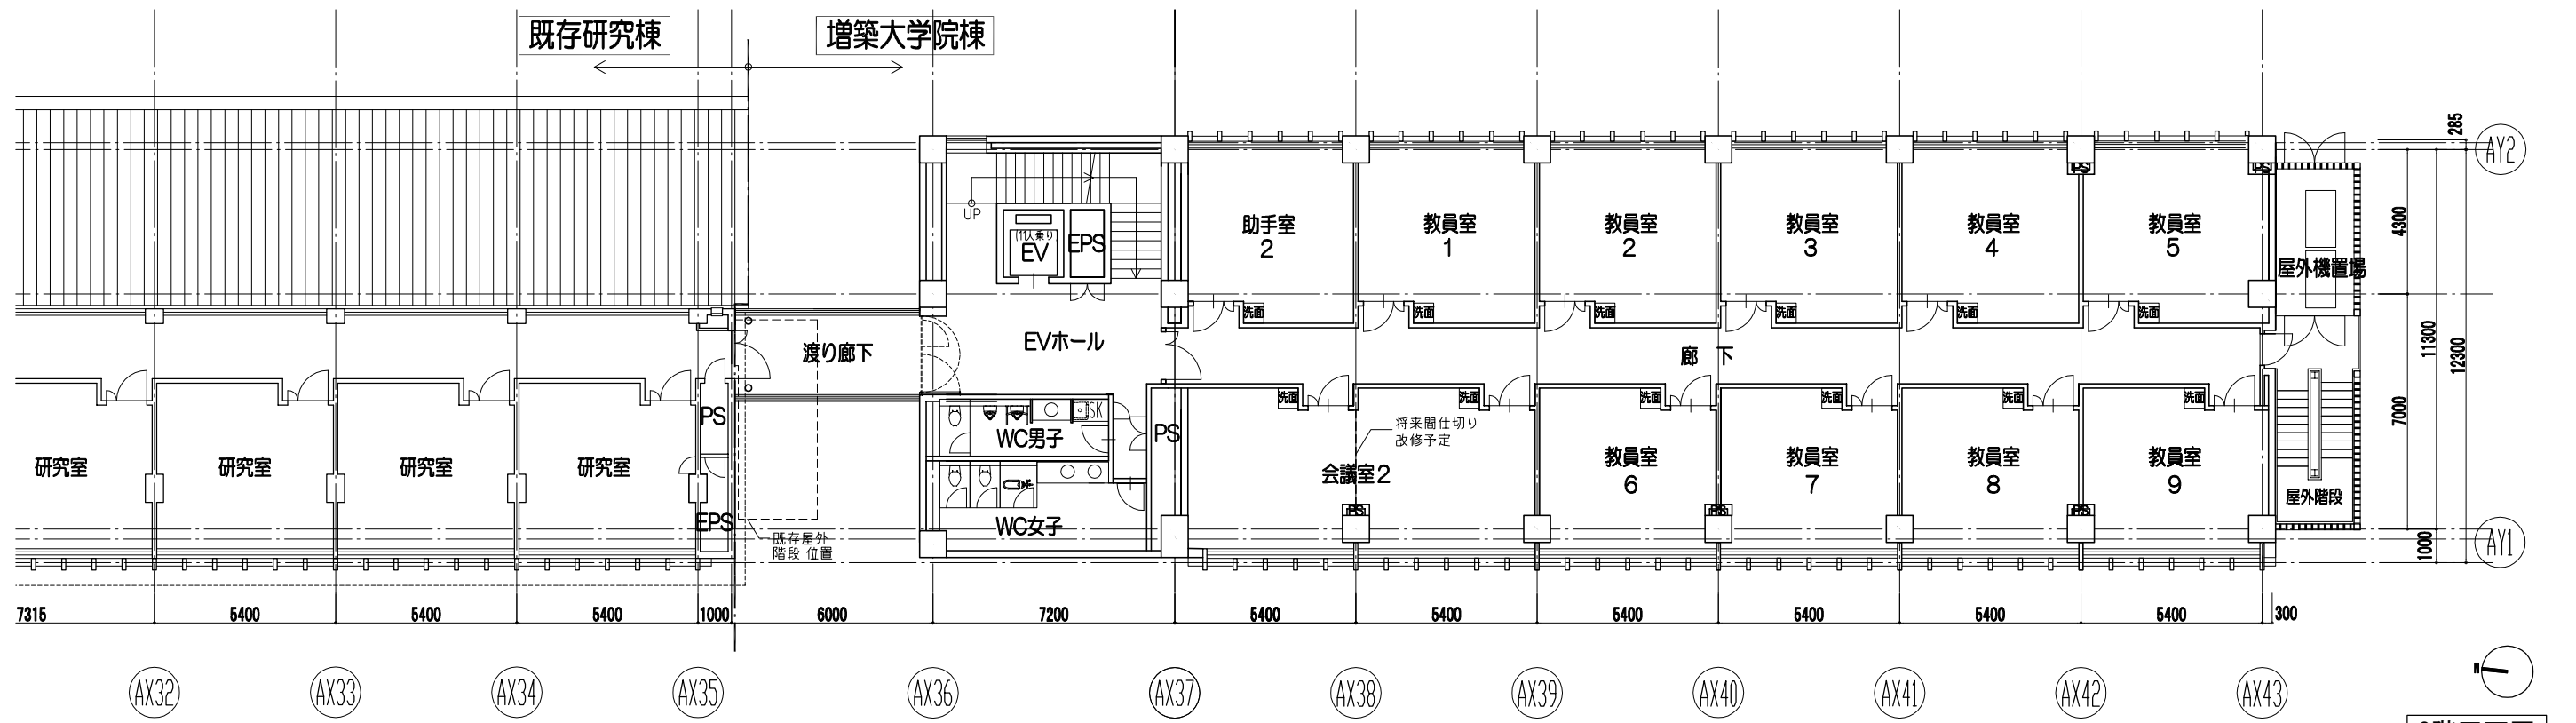 既存研究棟
増築大学院棟
285
AY2
UP
(11人乗り)
EV
EPS
助手室
2
教員室
1
教員室
2
教員室
3
教員室
4
教員室
5
PS
PS
屋外機置場
4300
洗面
洗面
洗面
洗面
洗面
洗面
渡り廊下
EVホール
廊 下
11300
12300
PS
SK
WC男子
PS
洗面
洗面
洗面
洗面
洗面
洗面
将来間仕切り
改修予定
7000
研究室
研究室
研究室
研究室
会議室2
教員室
6
教員室
7
教員室
8
教員室
9
屋外階段
EPS
WC女子
PS
PS
PS
既存屋外
階段 位置
1000
AY1
7315
5400
5400
5400
1000
6000
7200
5400
5400
5400
5400
5400
5400
300
N
AX32
AX33
AX34
AX35
AX36
AX37
AX38
AX39
AX40
AX41
AX42
AX43